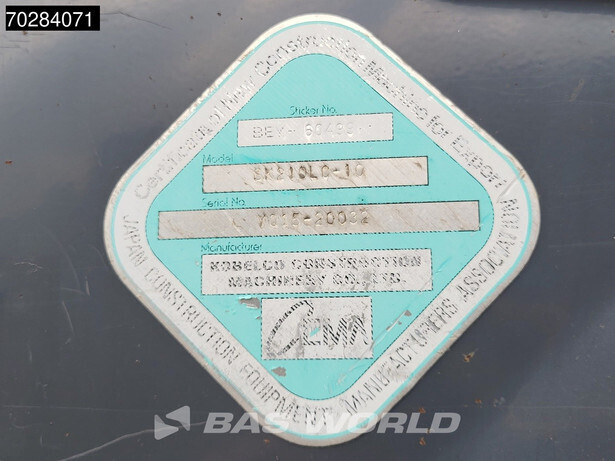 70284071
Certificate of New Construction Machine for Export
Sticker No.
Model
SK210LC-10
Serial No.
Manufacturer
KOBELCO CONSTRUCTION
MACHINERY CO., LTD.
JAPAN CONSTRUCTION EQUIPMENT MANUFACTURERS ASSOCIATION
BAS WORLD